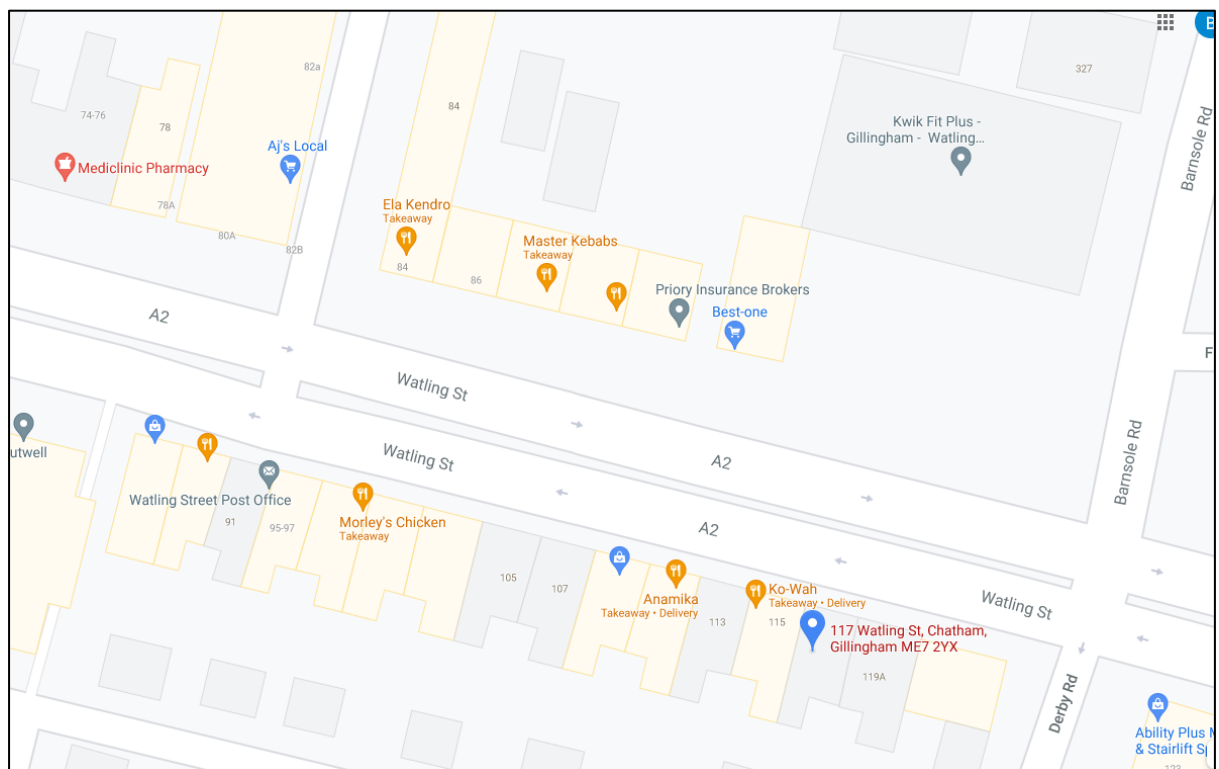 B
82a
327
74-76
84
78
Kwik Fit Plus -
Gillingham - Watling...
Barnsole Rd
Aj's Local
Mediclinic Pharmacy
78A
Ela Kendro
Takeaway
80A
82B
Master Kebabs
Takeaway
84
86
Priory Insurance Brokers
Best-one
A2
F
Watling St
Barnsole Rd
utwell
Watling St
A2
Watling Street Post Office
91
95-97
Morley's Chicken
Takeaway
A2
105
107
Anamika
Takeaway • Delivery
113
Ko-Wah
Takeaway • Delivery
115
Watling St
117 Watling St, Chatham,
Gillingham ME7 2YX
119A
Derby Rd
Ability Plus M
& Stairlift Sp
123